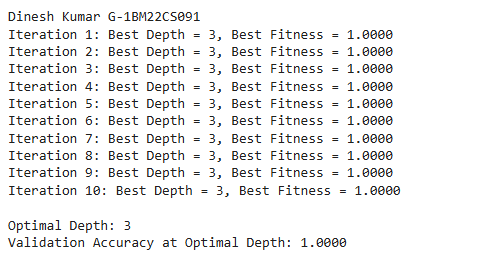 Dinesh Kumar G-1BM22CS091
Iteration 1: Best Depth = 3, Best Fitness = 1.0000
Iteration 2: Best Depth = 3, Best Fitness = 1.0000
Iteration 3: Best Depth = 3, Best Fitness = 1.0000
Iteration 4: Best Depth = 3, Best Fitness = 1.0000
Iteration 5: Best Depth = 3, Best Fitness = 1.0000
Iteration 6: Best Depth = 3, Best Fitness = 1.0000
Iteration 7: Best Depth = 3, Best Fitness = 1.0000
Iteration 8: Best Depth = 3, Best Fitness = 1.0000
Iteration 9: Best Depth = 3, Best Fitness = 1.0000
Iteration 10: Best Depth = 3, Best Fitness = 1.0000
Optimal Depth: 3
Validation Accuracy at Optimal Depth: 1.0000